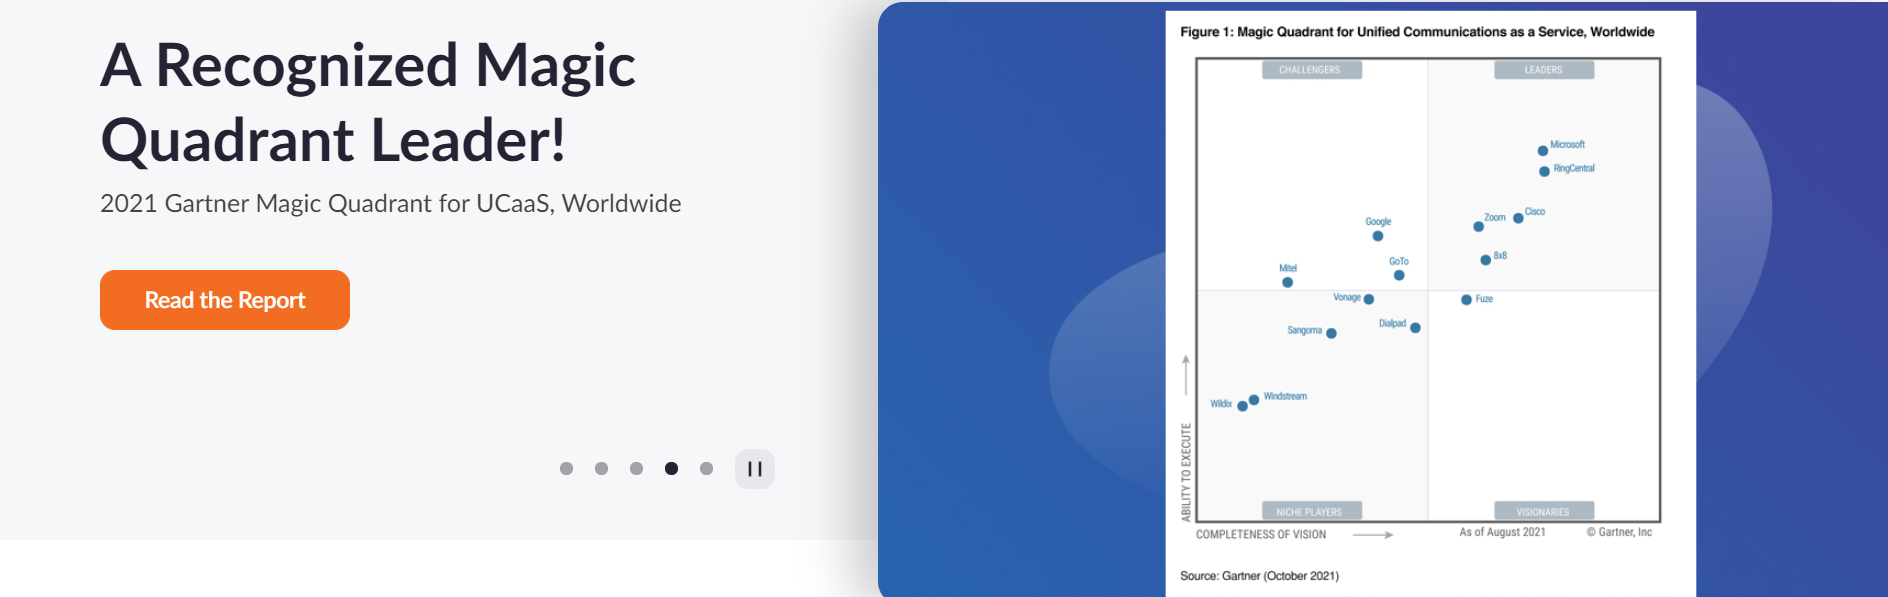 A Recognized Magic
Quadrant Leader!
2021 Gartner Magic Quadrant for UCaaS, Worldwide
Read the Report
Figure 1: Magic Quadrant for Unified Communications as a Service, Worldwide
CHALLENGERS
LEADERS
Microsoft
RingCentral
Google
Zoom
Cisco
Mitel
GoTo
8x8
Vonage
Fuze
Sangoma
Dialpad
Wildix
Windstream
ABILITY TO EXECUTE
NICHE PLAYERS
VISIONARIES
COMPLETENESS OF VISION
As of August 2021
© Gartner, Inc
Source: Gartner (October 2021)